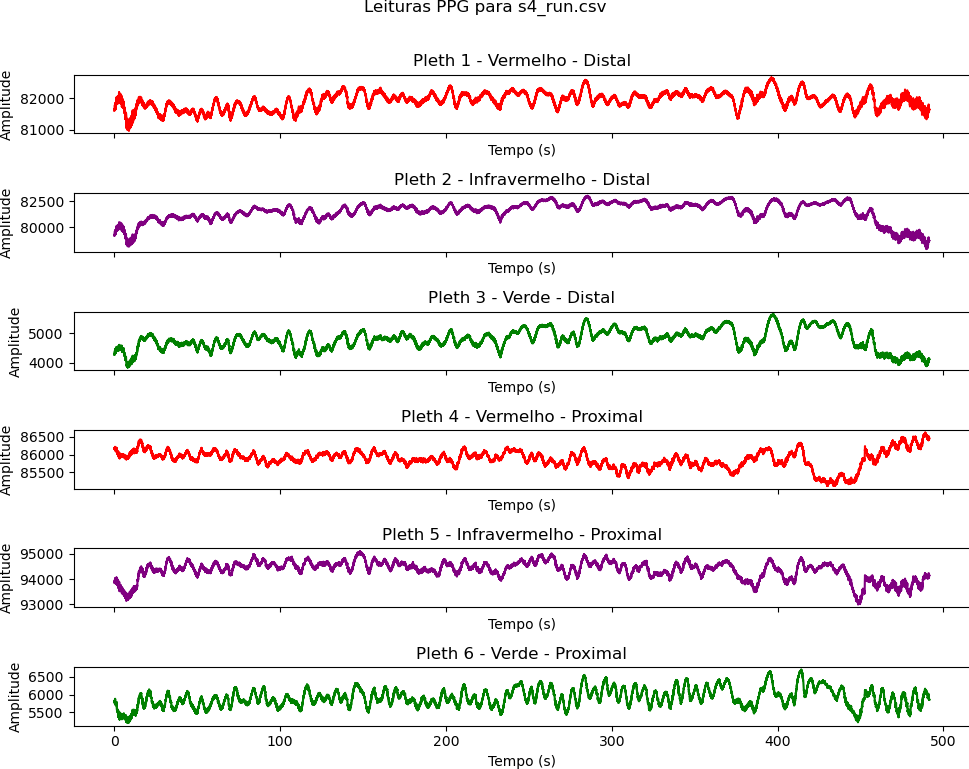 Leituras PPG para s4_run.csv
Pleth 1 - Vermelho - Distal
Amplitude
82000
81000
Tempo (s)
Pleth 2 - Infravermelho - Distal
Amplitude
82500
80000
Tempo (s)
Pleth 3 - Verde - Distal
Amplitude
5000
4000
Tempo (s)
Pleth 4 - Vermelho - Proximal
Amplitude
86500
86000
85500
Tempo (s)
Pleth 5 - Infravermelho - Proximal
Amplitude
95000
94000
93000
Tempo (s)
Pleth 6 - Verde - Proximal
Amplitude
6500
6000
5500
0 100 200 300 400 500
Tempo (s)